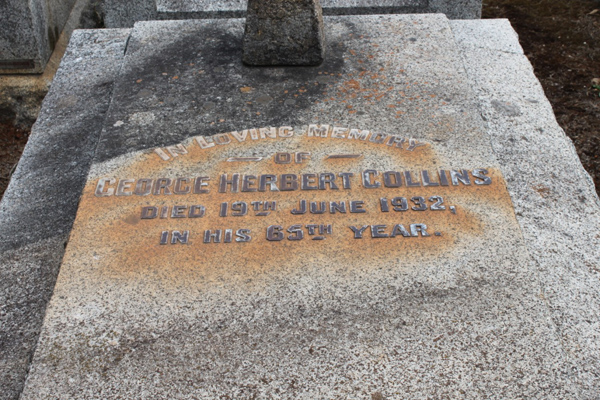 IN LOVING MEMORY
OF
GEORGE HERBERT COLLINS
DIED 19TH JUNE 1932,
IN HIS 65TH YEAR.